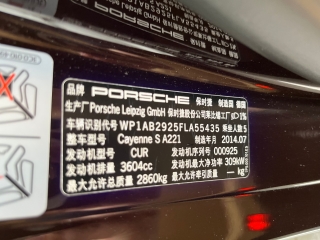 品牌 PORSCHE 保时捷 制造国 德国
生产厂 Porsche Leipzig GmbH 保时捷股份公司莱比锡工厂
车辆识别代号 WP1AB2925FLA55435 乘坐人数 5
整车型号 Cayenne S A221 制造年月 2014.07
发动机型号 CUR 发动机序列号 000925
发动机排量 3604cc 发动机最大净功率 309kW
最大允许总质量 2860kg 最大允许牵引质量 — kg